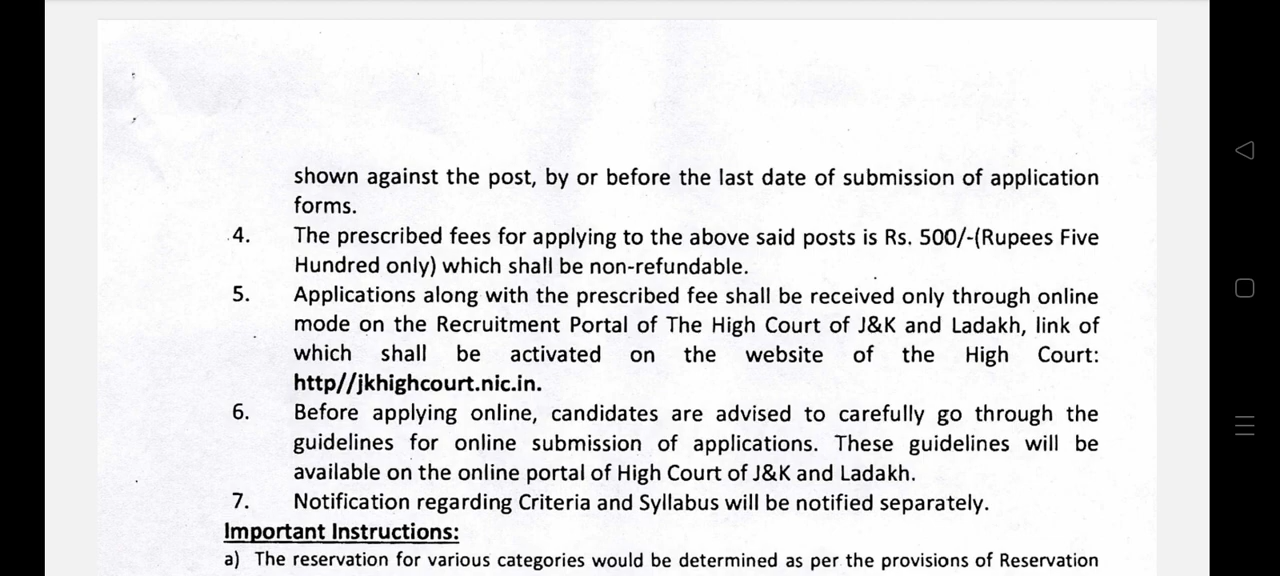 shown against the post, by or before the last date of submission of application
forms.
4. The prescribed fees for applying to the above said posts is Rs. 500/-(Rupees Five
Hundred only) which shall be non-refundable.
5. Applications along with the prescribed fee shall be received only through online
mode on the Recruitment Portal of The High Court of J&K and Ladakh, link of
which shall be activated on the website of the High Court:
http//jkhighcourt.nic.in.
6. Before applying online, candidates are advised to carefully go through the
guidelines for online submission of applications. These guidelines will be
available on the online portal of High Court of J&K and Ladakh.
7. Notification regarding Criteria and Syllabus will be notified separately.
Important Instructions:
a) The reservation for various categories would be determined as per the provisions of Reservation